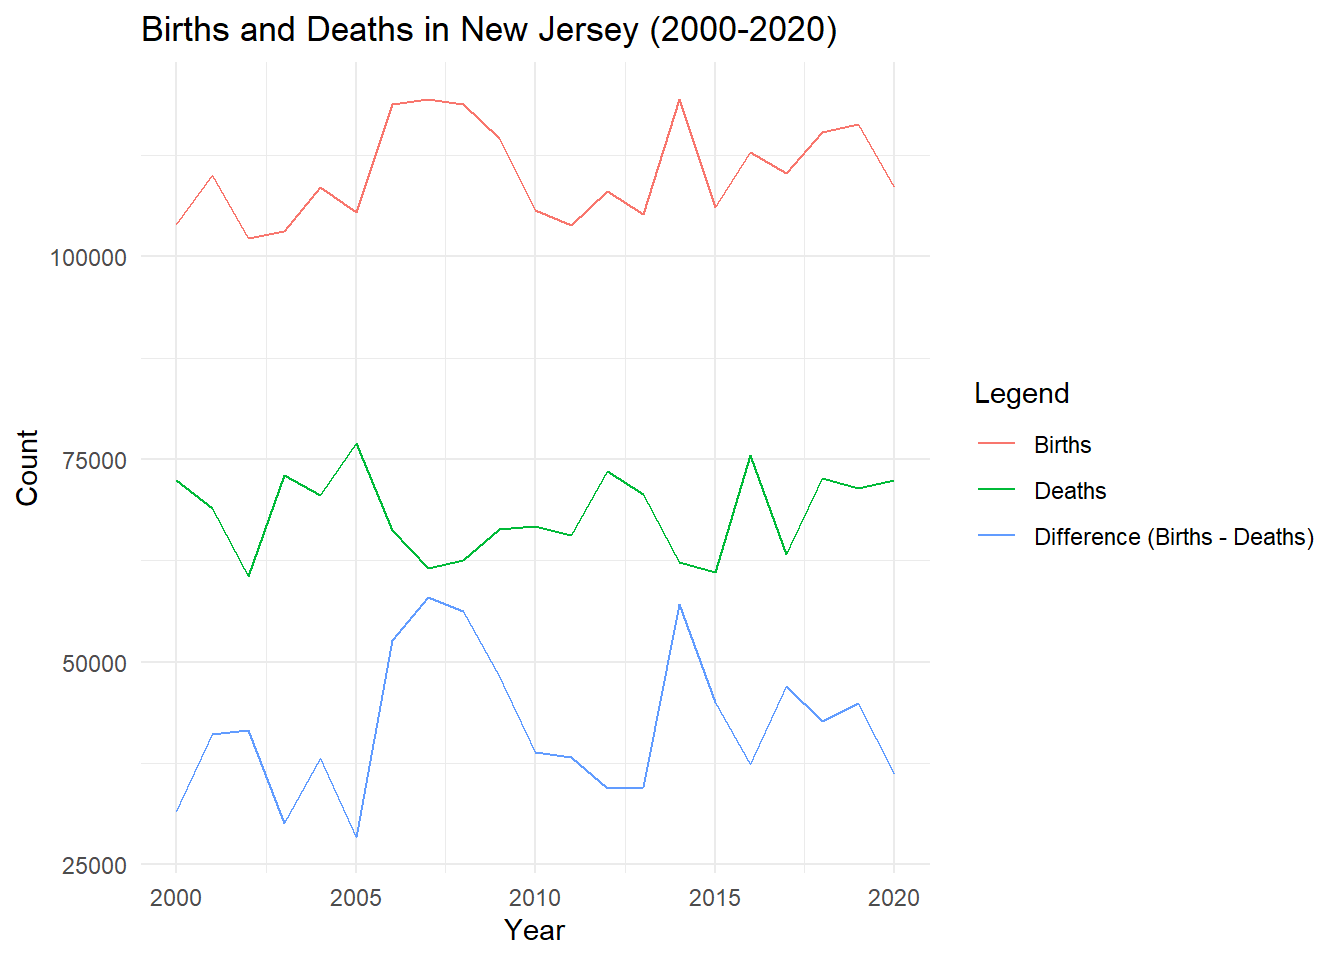 Births and Deaths in New Jersey (2000-2020)
100000
75000
50000
25000
Count
2000 2005 2010 2015 2020
Year
Legend
Births
Deaths
Difference (Births - Deaths)